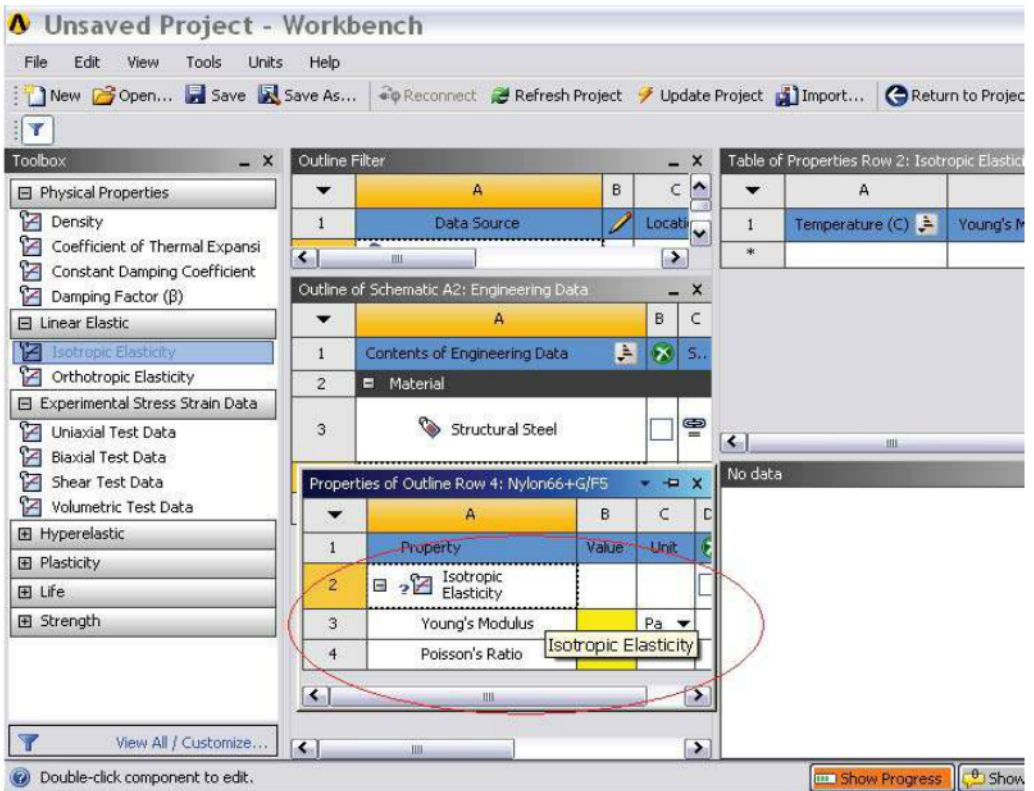 Unsaved Project - Workbench
File Edit View Tools Units Help
New Open... Save Save As... Reconnect Refresh Project Update Project Import... Return to Projec
Toolbox
Physical Properties
Density
Coefficient of Thermal Expansi
Constant Damping Coefficient
Damping Factor (β)
Linear Elastic
Isotropic Elasticity
Orthotropic Elasticity
Experimental Stress Strain Data
Uniaxial Test Data
Biaxial Test Data
Shear Test Data
Volumetric Test Data
Hyperelastic
Plasticity
Life
Strength
View All / Customize...
Outline Filter
A B C
1 Data Source Locati
Outline of Schematic A2: Engineering Data
A B C
1 Contents of Engineering Data S..
2 Material
3 Structural Steel
Properties of Outline Row 4: Nylon66+G/F5
A B C D
1 Property Value Unit
2 Isotropic
Elasticity
3 Young's Modulus Pa
4 Poisson's Ratio
Isotropic Elasticity
Table of Properties Row 2: Isotropic Elastici
A
1 Temperature (C) Young's M
*
No data
Double-click component to edit.
Show Progress Show